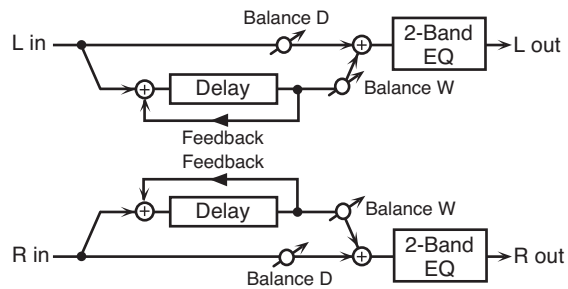 Balance D
L in
2-Band
EQ
L out
Delay
Balance W
Feedback
Feedback
Delay
Balance W
R in
2-Band
EQ
R out
Balance D